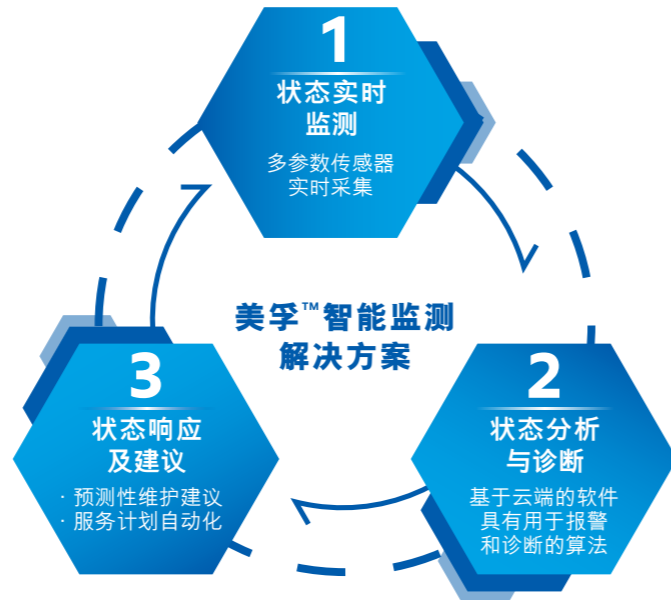 1
状态实时
监测
多参数传感器
实时采集
美孚™智能监测
解决方案
2
状态分析
与诊断
基于云端的软件
具有用于报警
和诊断的算法
3
状态响应
及建议
· 预测性维护建议
· 服务计划自动化